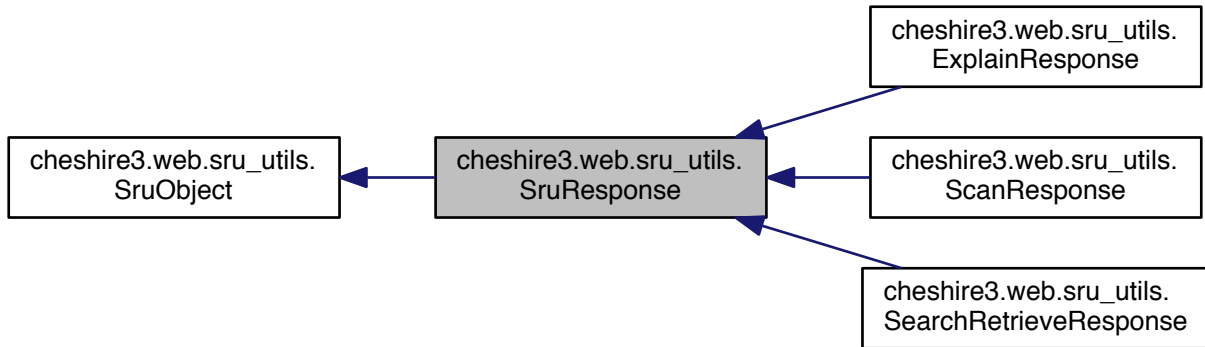 cheshire3.web.sru_utils.
SruObject
cheshire3.web.sru_utils.
SruResponse
cheshire3.web.sru_utils.
ExplainResponse
cheshire3.web.sru_utils.
ScanResponse
cheshire3.web.sru_utils.
SearchRetrieveResponse